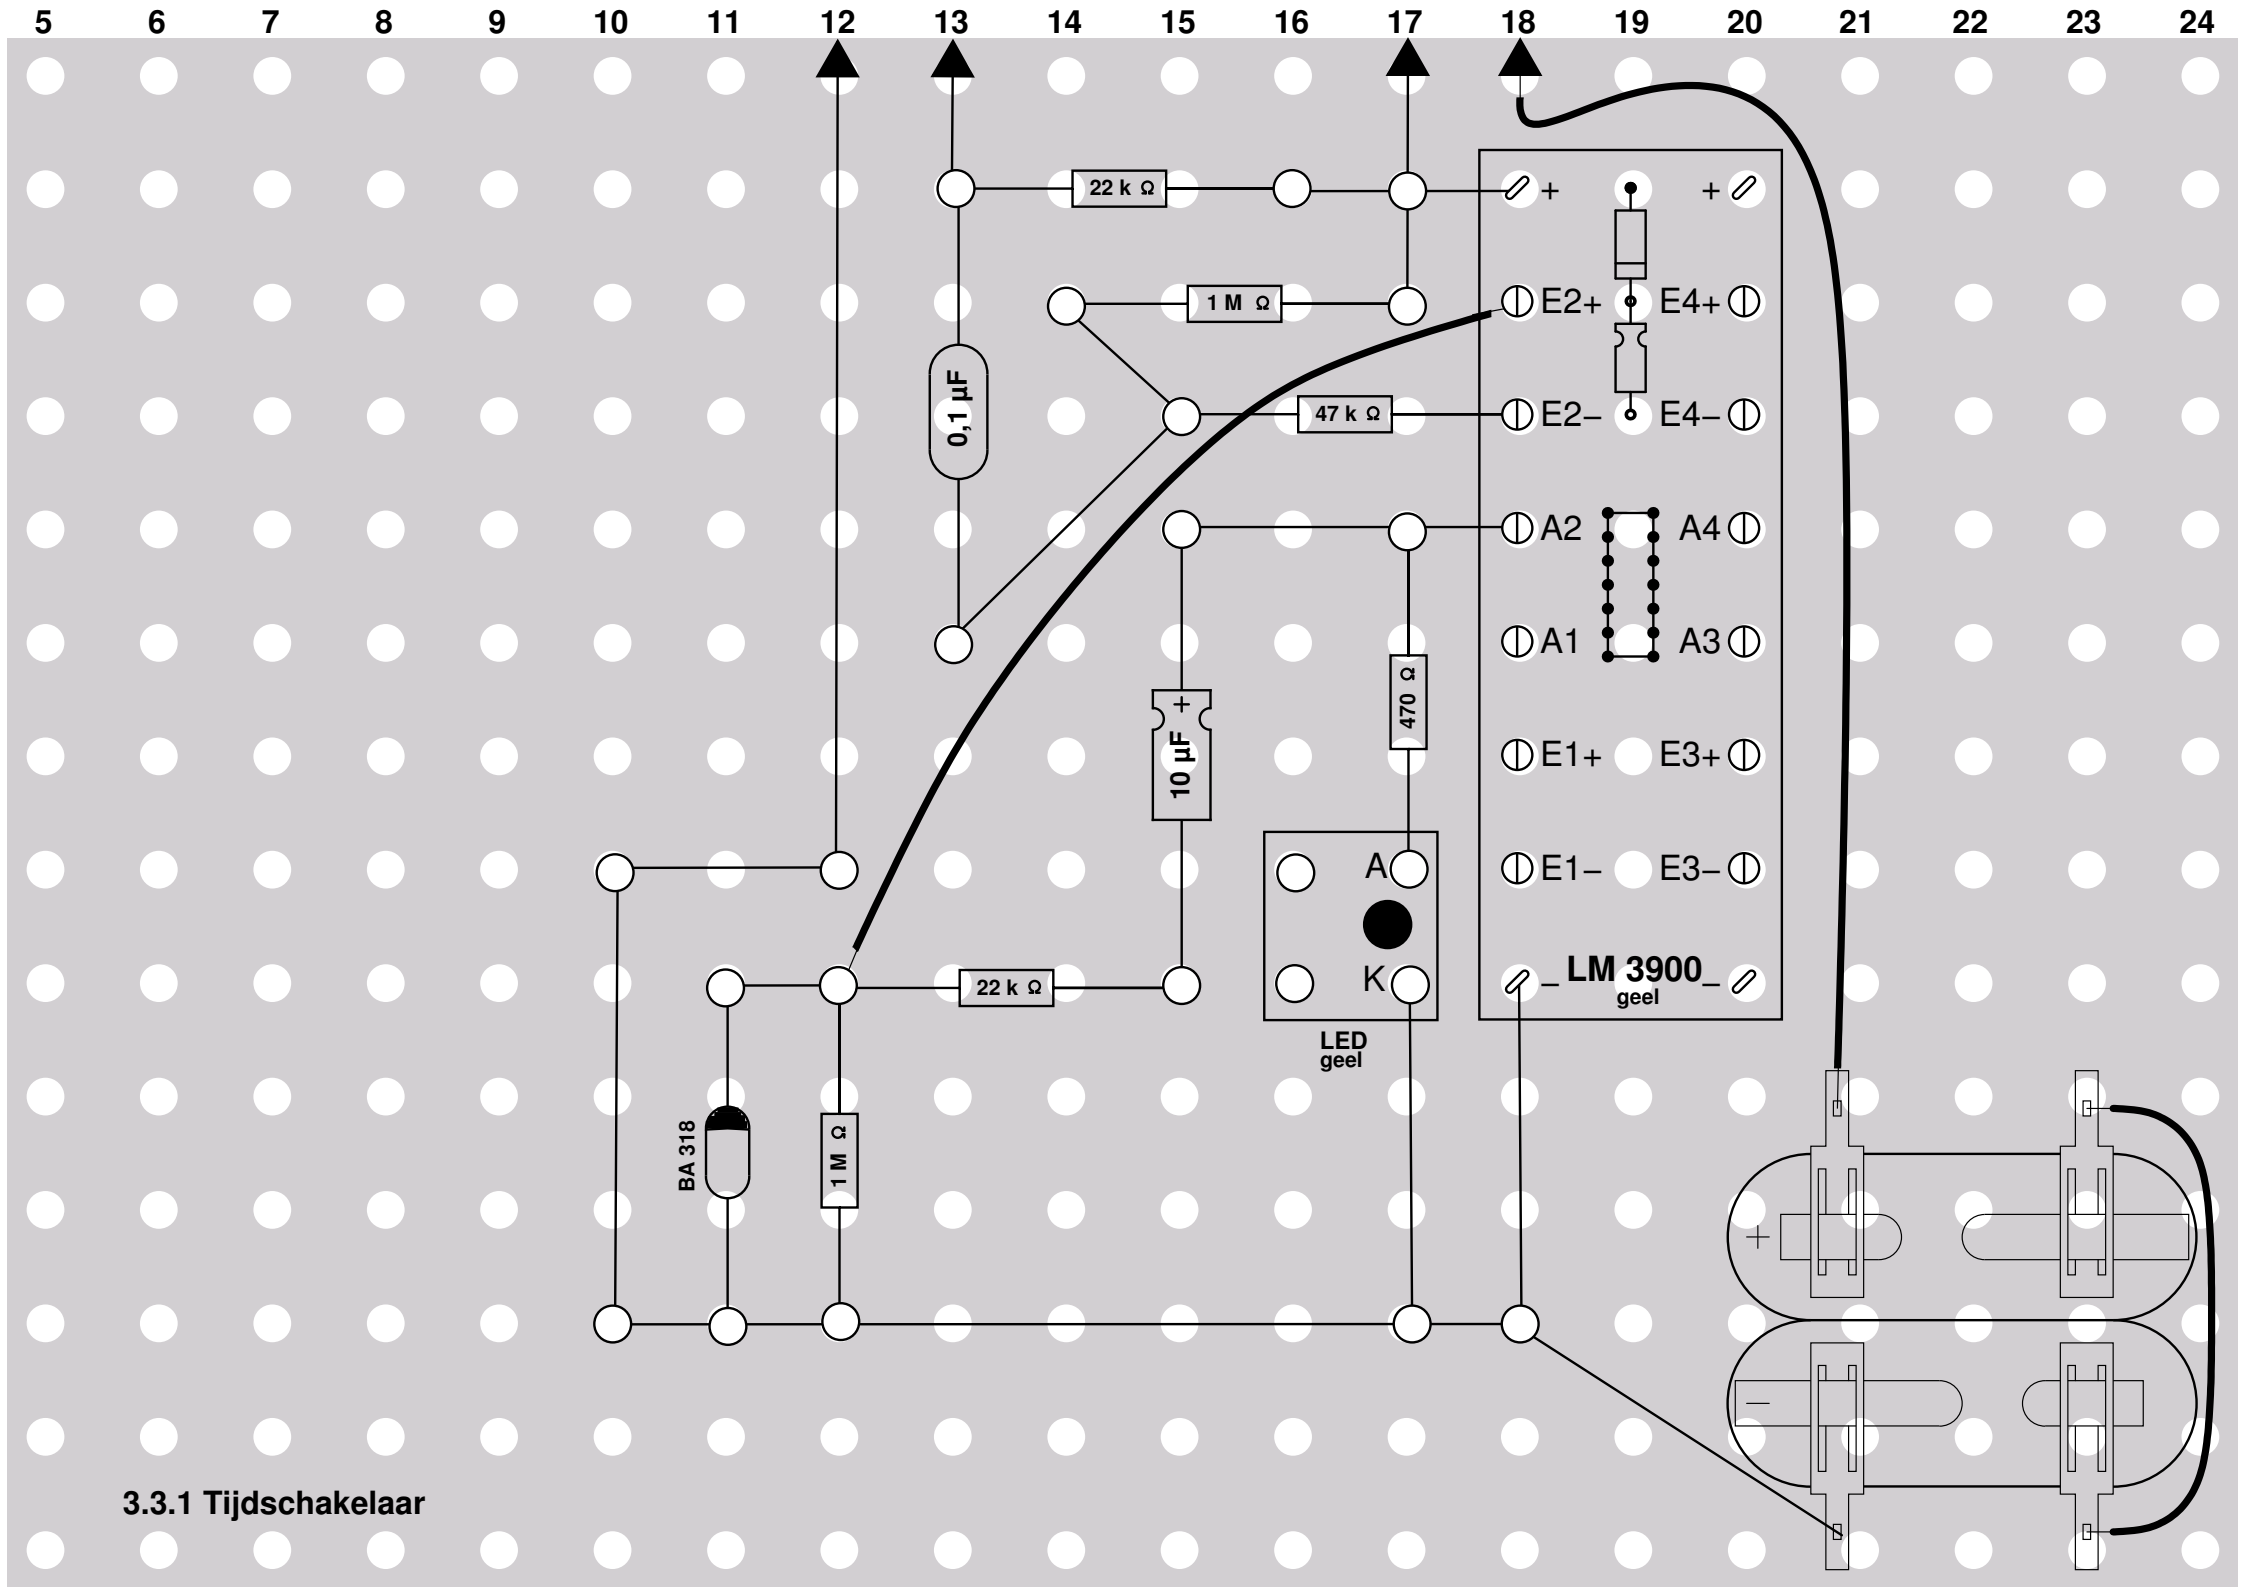 5 6 7 8 9 10 11 12 13 14 15 16 17 18 19 20 21 22 23 24
22 k Ω
+ +
1 M Ω
E2+ E4+
0,1 µF
47 k Ω
E2– E4–
A2 A4
A1 A3
470 Ω
+
10 µF
E1+ E3+
A
E1– E3–
K
22 k Ω
– LM 3900 –
geel
LED
geel
BA 318
1 M Ω
+
–
3.3.1 Tijdschakelaar